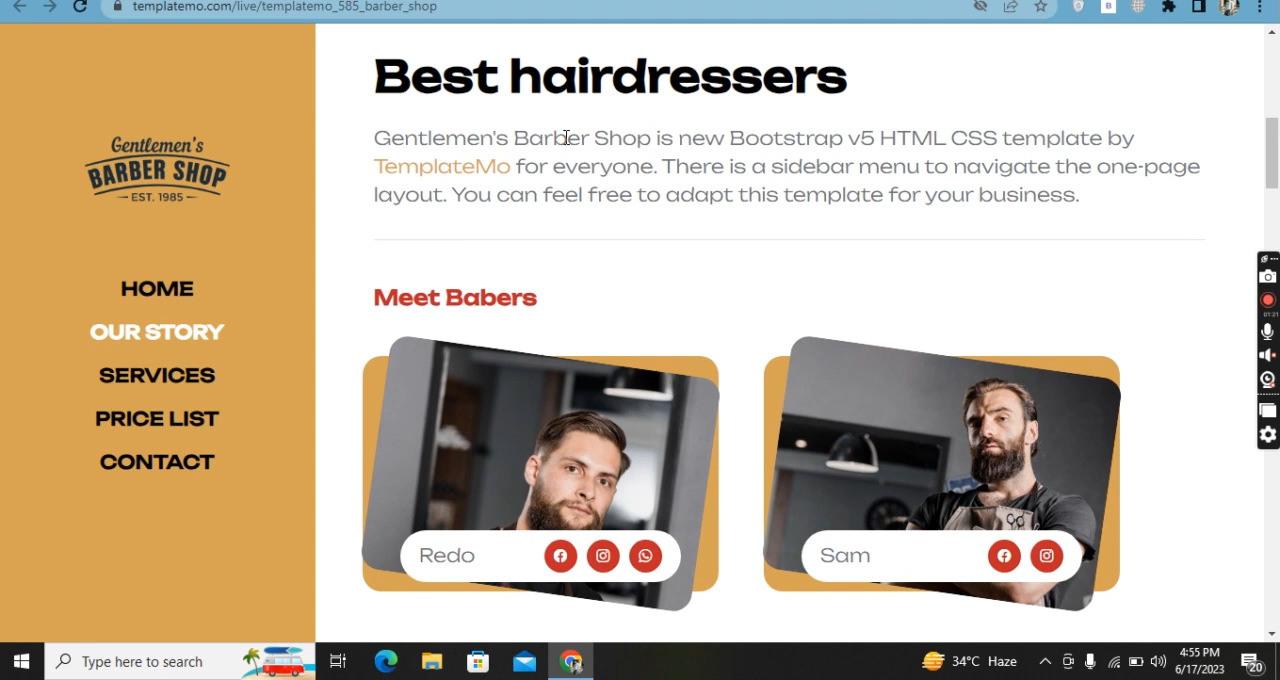 templatemo.com/live/templatemo_585_barber_shop
Gentlemen's
BARBER SHOP
EST. 1985
HOME
OUR STORY
SERVICES
PRICE LIST
CONTACT
Best hairdressers
Gentlemen's Barber Shop is new Bootstrap v5 HTML CSS template by
TemplateMo for everyone. There is a sidebar menu to navigate the one-page
layout. You can feel free to adapt this template for your business.
Meet Babers
Redo
Sam
01:21
Type here to search
34°C Haze
4:55 PM
6/17/2023
20